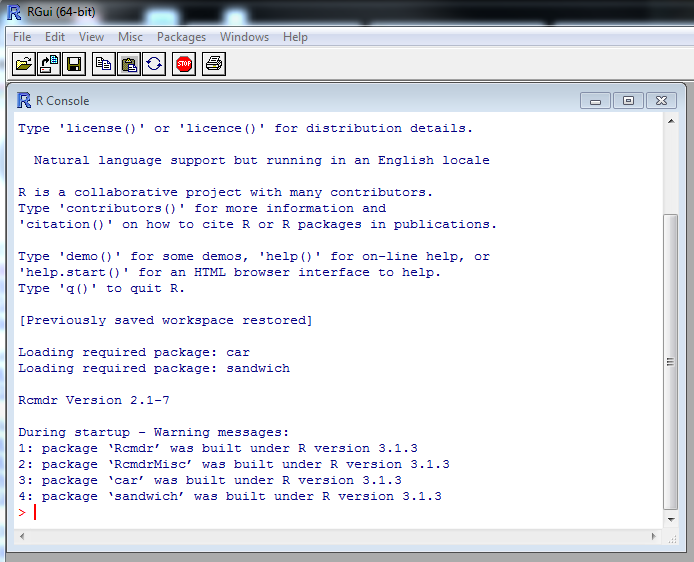 RGui (64-bit)
File Edit View Misc Packages Windows Help
STOP
R Console
Type 'license()' or 'licence()' for distribution details.
Natural language support but running in an English locale
R is a collaborative project with many contributors.
Type 'contributors()' for more information and
'citation()' on how to cite R or R packages in publications.
Type 'demo()' for some demos, 'help()' for on-line help, or
'help.start()' for an HTML browser interface to help.
Type 'q()' to quit R.
[Previously saved workspace restored]
Loading required package: car
Loading required package: sandwich
Rcmdr Version 2.1-7
During startup - Warning messages:
1: package ‘Rcmdr’ was built under R version 3.1.3
2: package ‘RcmdrMisc’ was built under R version 3.1.3
3: package ‘car’ was built under R version 3.1.3
4: package ‘sandwich’ was built under R version 3.1.3
>